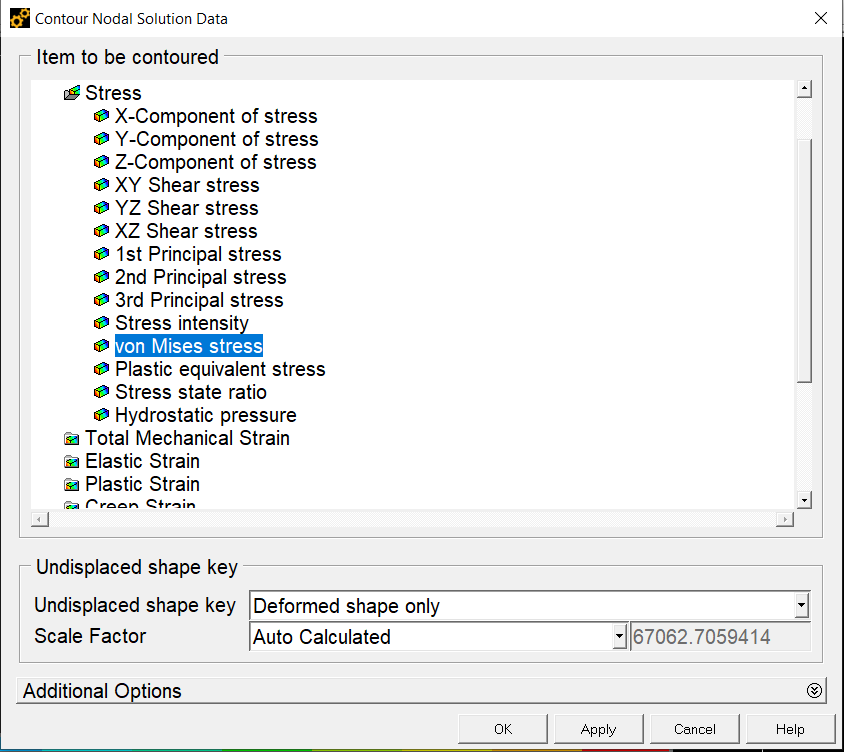 Contour Nodal Solution Data
Item to be contoured
Stress
X-Component of stress
Y-Component of stress
Z-Component of stress
XY Shear stress
YZ Shear stress
XZ Shear stress
1st Principal stress
2nd Principal stress
3rd Principal stress
Stress intensity
von Mises stress
Plastic equivalent stress
Stress state ratio
Hydrostatic pressure
Total Mechanical Strain
Elastic Strain
Plastic Strain
Creep Strain
Undisplaced shape key
Undisplaced shape key Deformed shape only
Scale Factor Auto Calculated 67062.7059414
Additional Options
OK Apply Cancel Help